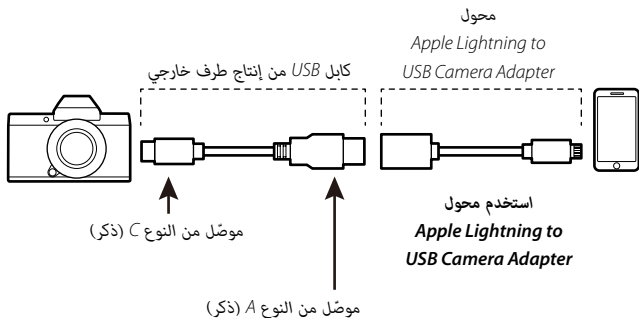 محول
Apple Lightning to
USB Camera Adapter
كابل USB من إنتاج طرف خارجي
استخدم محول
Apple Lightning to
USB Camera Adapter
موصّل من النوع C (ذكر)
موصّل من النوع A (ذكر)